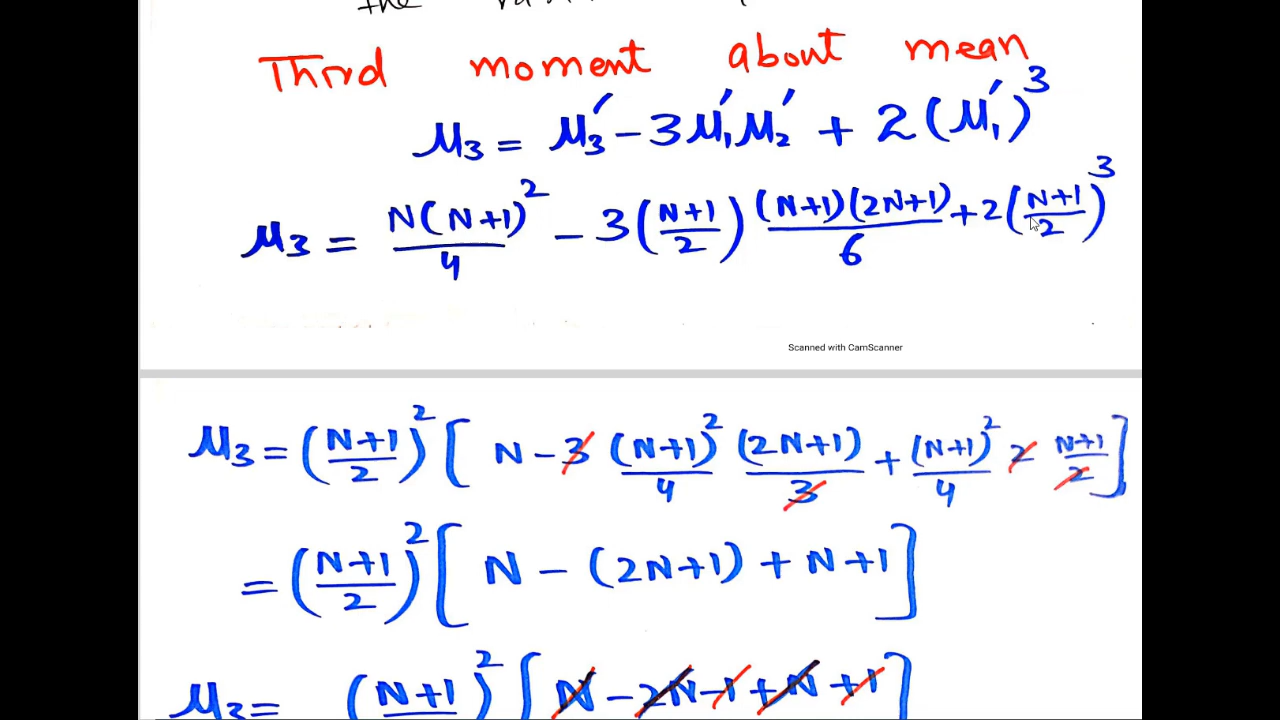 the
Third moment about mean
μ₃ = μ₃′ − 3μ₁′μ₂′ + 2(μ₁′)³
μ₃ = N(N+1)²/4 − 3((N+1)/2) (N+1)(2N+1)/6 + 2((N+1)/2)³
Scanned with CamScanner
μ₃ = ((N+1)/2)² [ N − 3 (N+1)²/4 (2N+1)/3 + (N+1)²/4 2 (N+1)/2 ]
= ((N+1)/2)² [ N − (2N+1) + N+1 ]
μ₃ = (N+1)² [ N − 2N − 1 + N + 1 ]